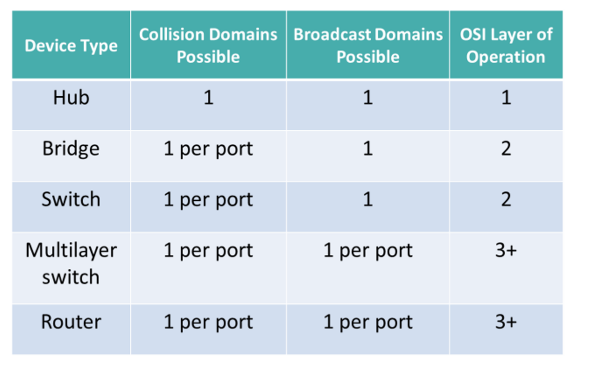 Device Type Collision Domains Possible Broadcast Domains Possible OSI Layer of Operation
Hub 1 1 1
Bridge 1 per port 1 2
Switch 1 per port 1 2
Multilayer switch 1 per port 1 per port 3+
Router 1 per port 1 per port 3+